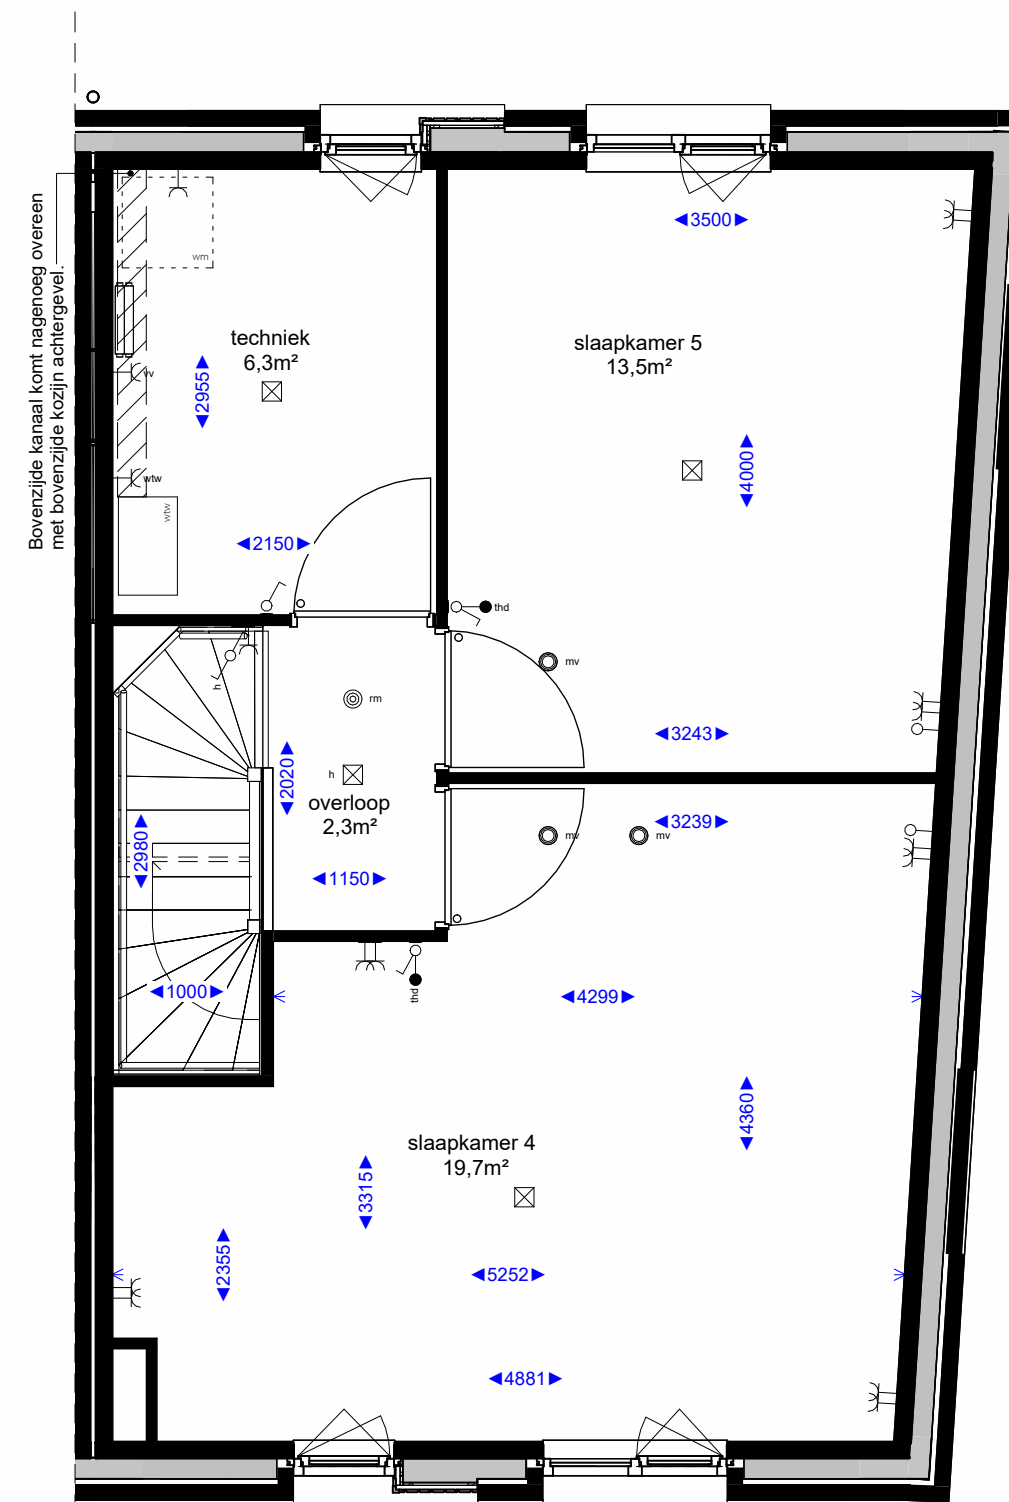 Bovenzijde kanaal komt nagenoeg overeen
met bovenzijde kozijn achtergevel.
wm
3500
techniek
6,3m²
slaapkamer 5
13,5m²
2955
wv
4000
wtw
wtw
2150
thd
mv
h
rm
3243
2020
h
overloop
2,3m²
3239
mv
mv
2980
1150
1000
thd
4299
4360
slaapkamer 4
19,7m²
3315
2355
5252
4881